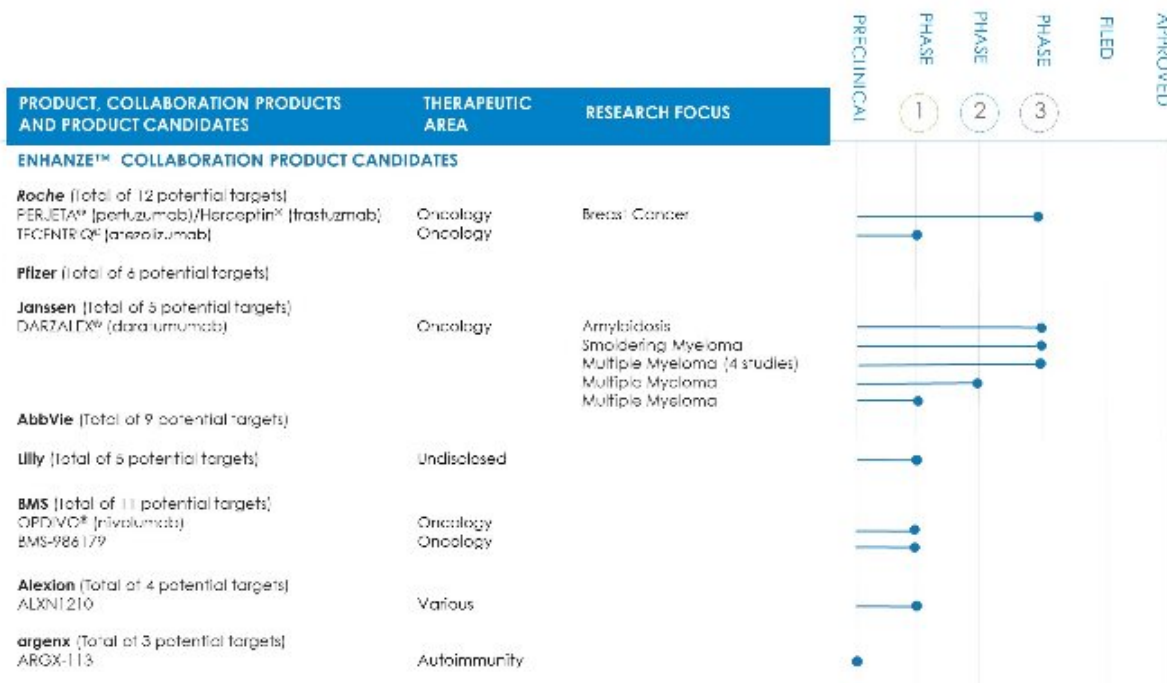 PRECLINICAL
PHASE 1
PHASE 2
PHASE 3
FILED
APPROVED
PRODUCT, COLLABORATION PRODUCTS AND PRODUCT CANDIDATES
THERAPEUTIC AREA
RESEARCH FOCUS
ENHANZE™ COLLABORATION PRODUCT CANDIDATES
Roche (Total of 12 potential targets)
PERJETA® (pertuzumab)/Herceptin® (trastuzmab) Oncology Breast Cancer
TECENTRIQ® (atezolizumab) Oncology
Pfizer (Total of 6 potential targets)
Janssen (Total of 5 potential targets)
DARZALEX® (daratumumab) Oncology Amyloidosis
Smoldering Myeloma
Multiple Myeloma (4 studies)
Multiple Myeloma
Multiple Myeloma
AbbVie (Total of 9 potential targets)
Lilly (Total of 5 potential targets) Undisclosed
BMS (Total of 11 potential targets)
OPDIVO® (nivolumab) Oncology
BMS-986179 Oncology
Alexion (Total of 4 potential targets)
ALXN1210 Various
argenx (Total of 3 potential targets)
ARGX-113 Autoimmunity